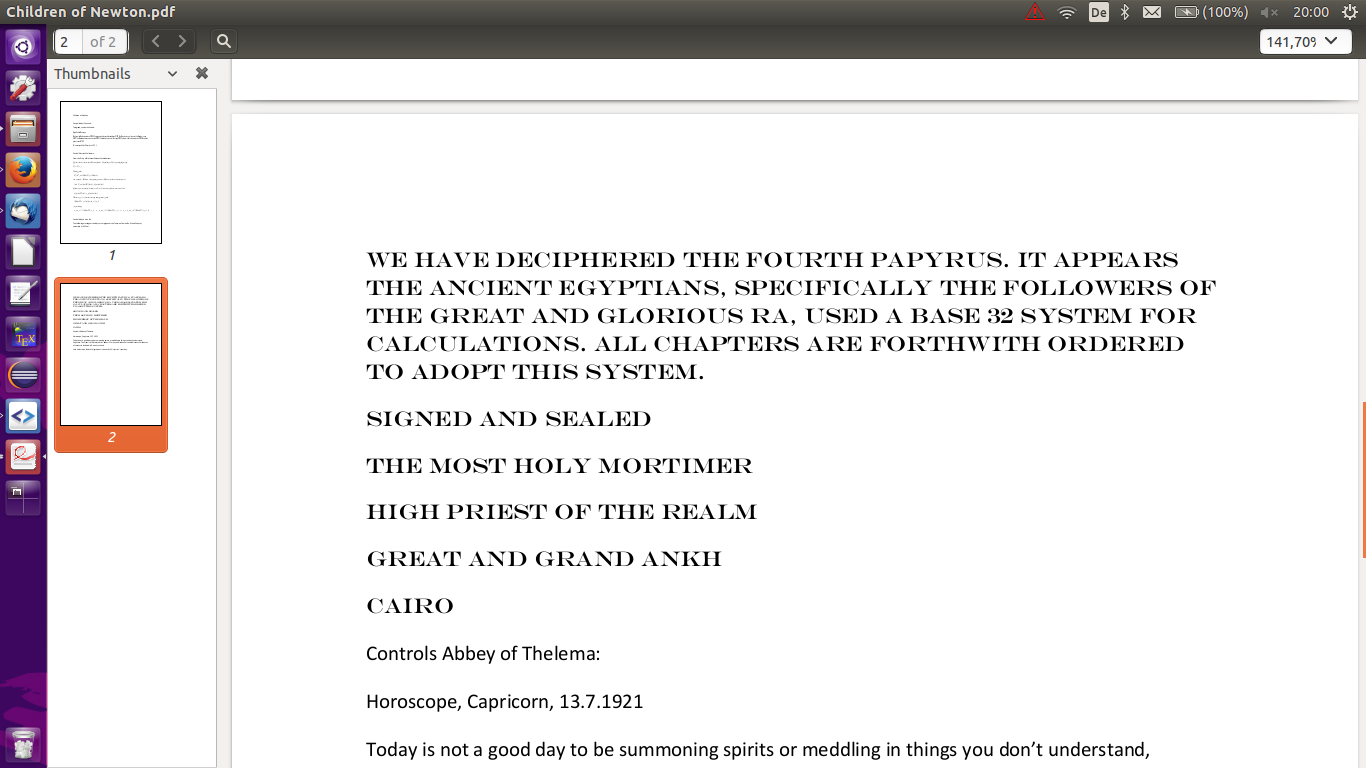 Children of Newton.pdf
De
(100%)
20:00
2 of 2
141,70%
Thumbnails
1
2
WE HAVE DECIPHERED THE FOURTH PAPYRUS. IT APPEARS
THE ANCIENT EGYPTIANS, SPECIFICALLY THE FOLLOWERS OF
THE GREAT AND GLORIOUS RA, USED A BASE 32 SYSTEM FOR
CALCULATIONS. ALL CHAPTERS ARE FORTHWITH ORDERED
TO ADOPT THIS SYSTEM.
SIGNED AND SEALED
THE MOST HOLY MORTIMER
HIGH PRIEST OF THE REALM
GREAT AND GRAND ANKH
CAIRO
Controls Abbey of Thelema:
Horoscope, Capricorn, 13.7.1921
Today is not a good day to be summoning spirits or meddling in things you don’t understand,